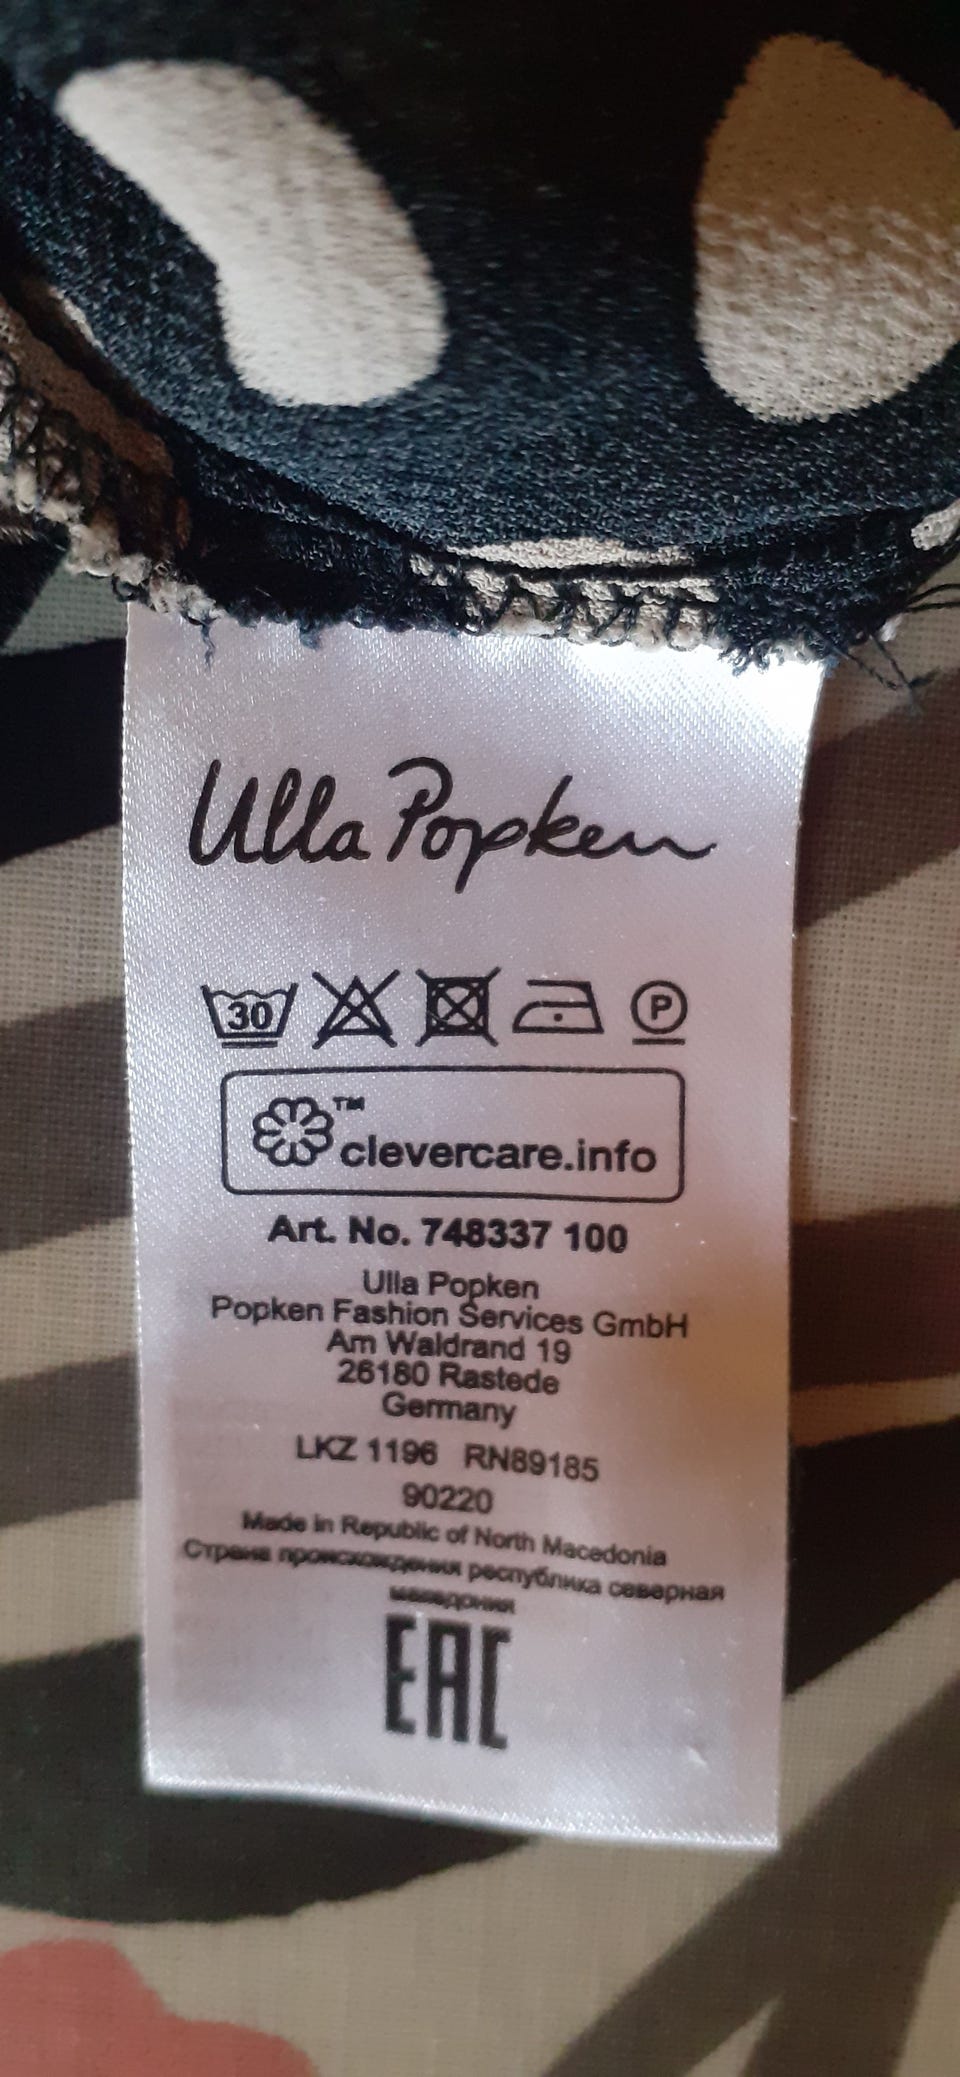 Ulla Popken
30
P
TM
clevercare.info
Art. No. 748337 100
Ulla Popken
Popken Fashion Services GmbH
Am Waldrand 19
26180 Rastede
Germany
LKZ 1196 RN89185
90220
Made in Republic of North Macedonia
Страна происхождения республика северная
македония
EAC